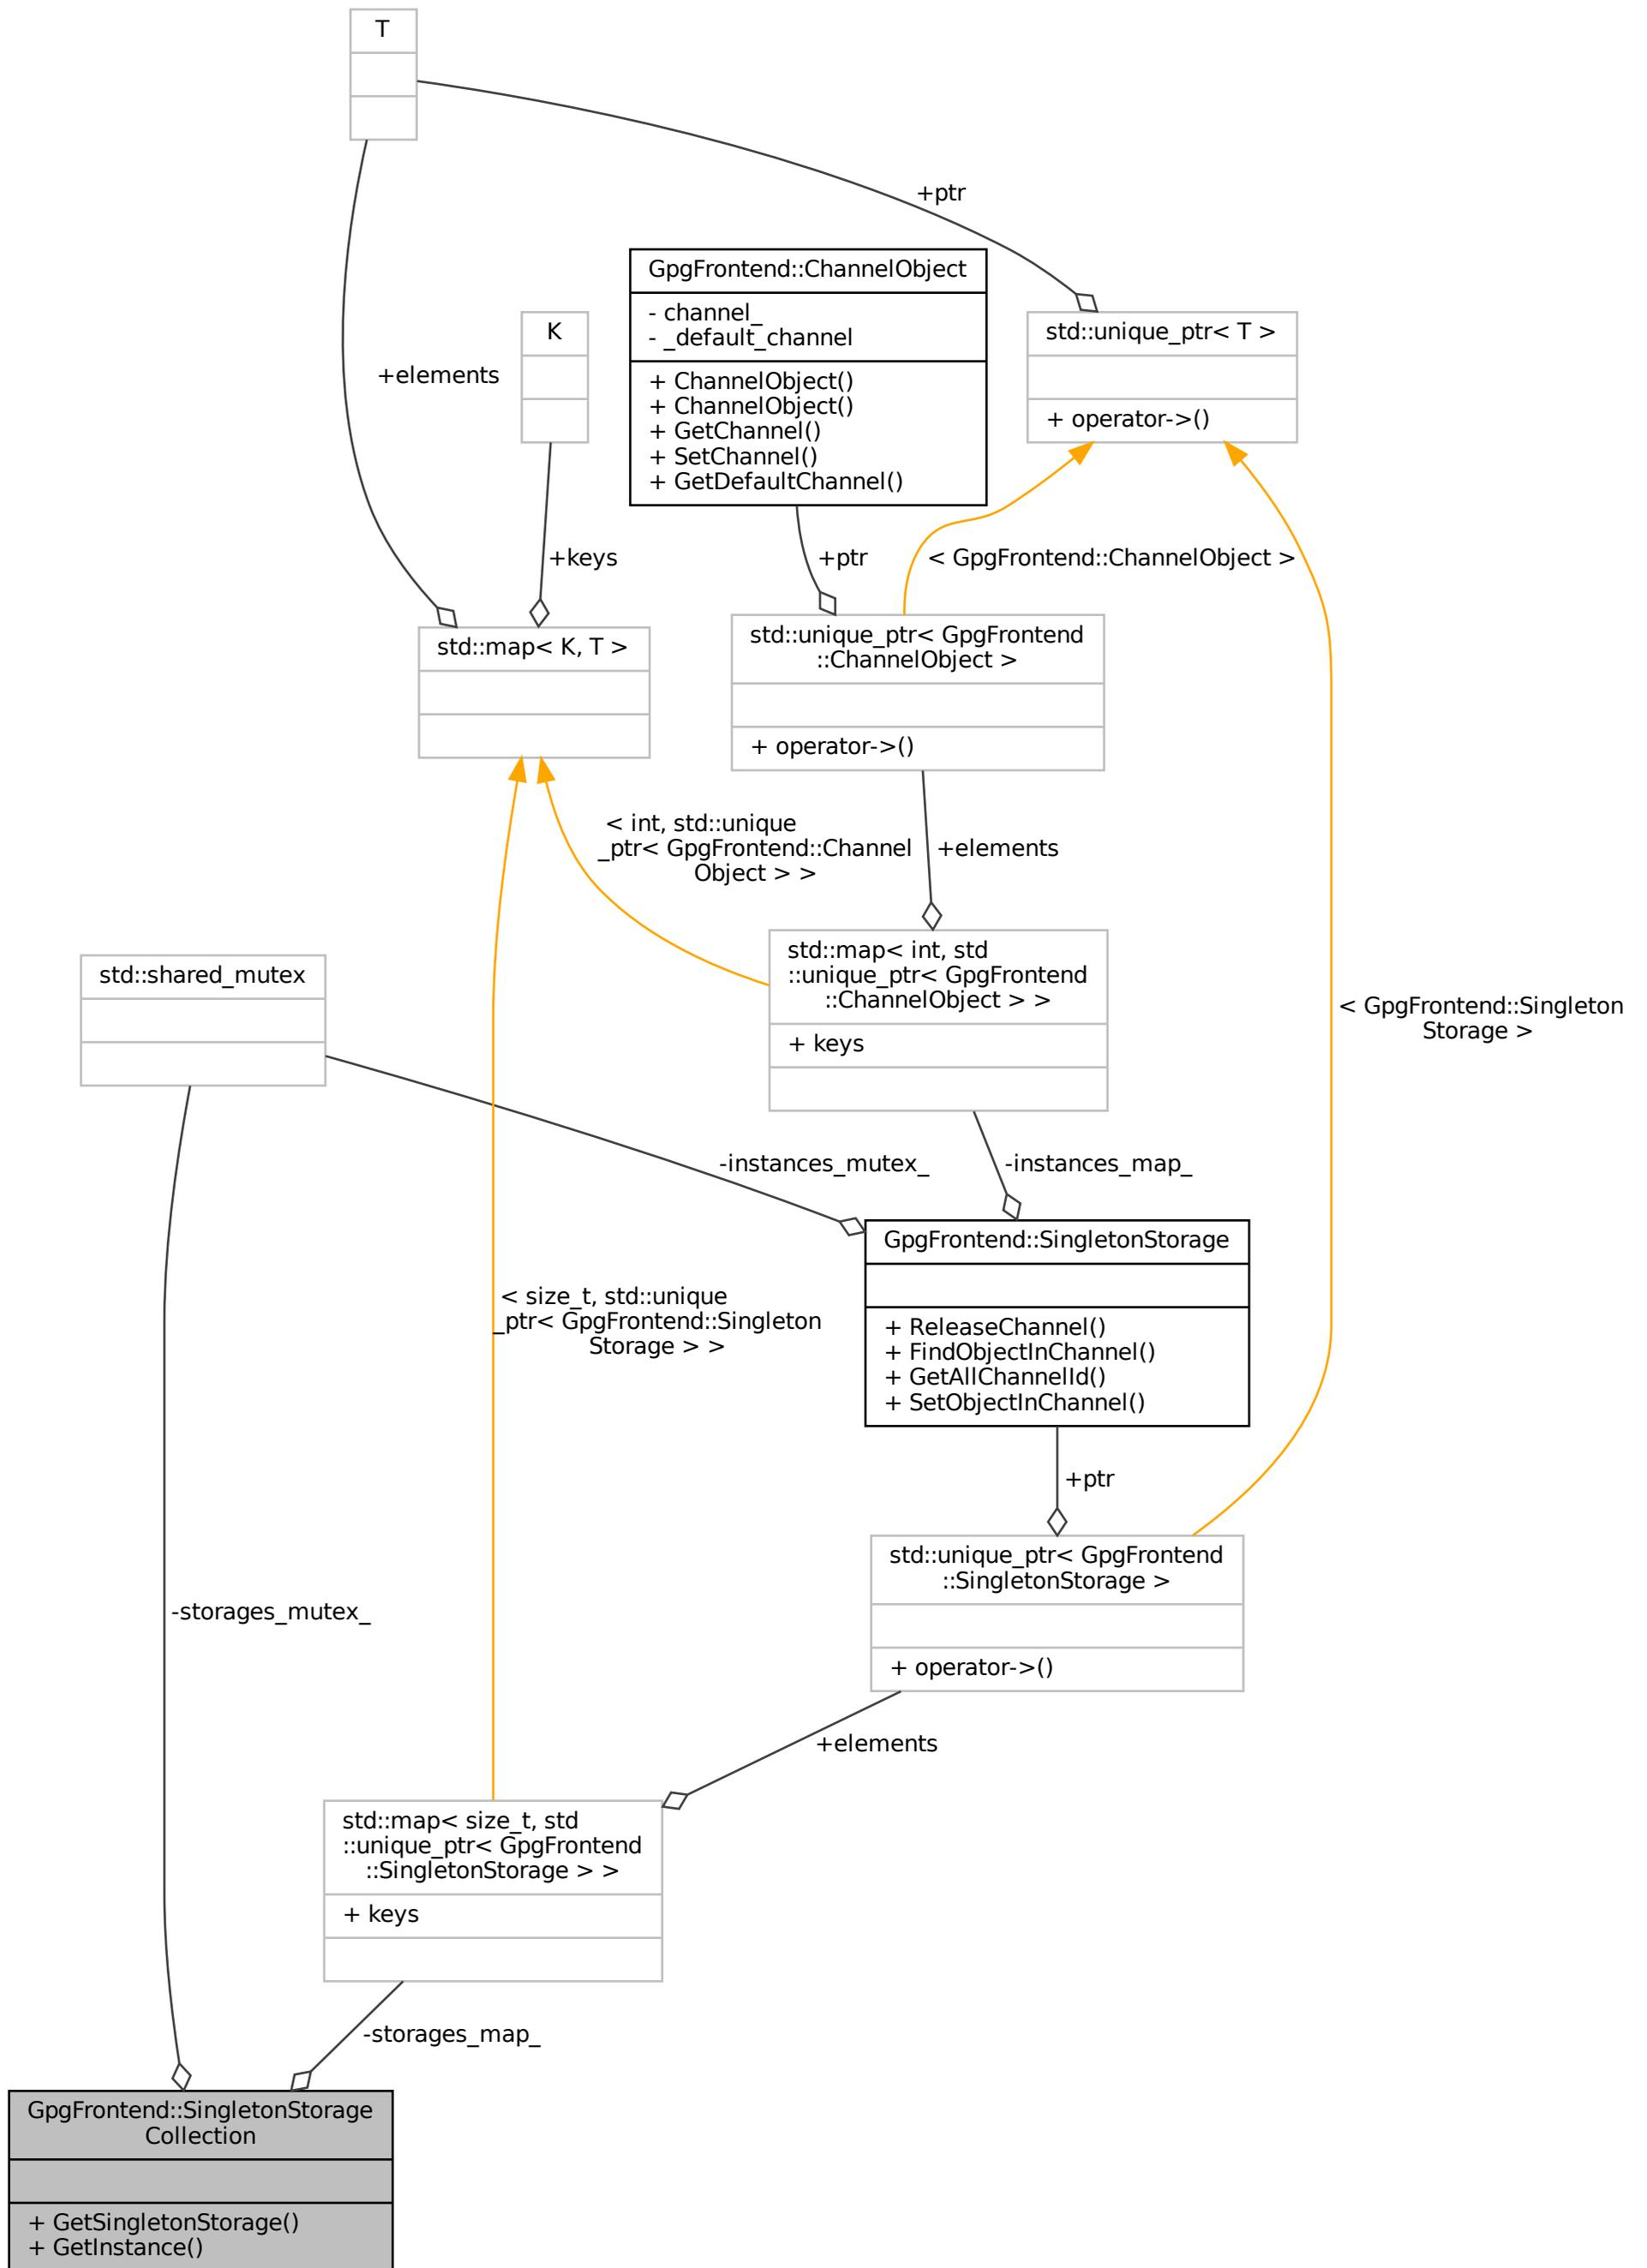 T
+ptr
GpgFrontend::ChannelObject
- channel_
- _default_channel
+ ChannelObject()
+ ChannelObject()
+ GetChannel()
+ SetChannel()
+ GetDefaultChannel()
K
std::unique_ptr< T >
+ operator->()
+elements
+keys
+ptr
< GpgFrontend::ChannelObject >
std::map< K, T >
std::unique_ptr< GpgFrontend
::ChannelObject >
+ operator->()
< int, std::unique
_ptr< GpgFrontend::Channel
Object > >
+elements
std::shared_mutex
std::map< int, std
::unique_ptr< GpgFrontend
::ChannelObject > >
+ keys
< GpgFrontend::Singleton
Storage >
-instances_mutex_
-instances_map_
GpgFrontend::SingletonStorage
+ ReleaseChannel()
+ FindObjectInChannel()
+ GetAllChannelId()
+ SetObjectInChannel()
< size_t, std::unique
_ptr< GpgFrontend::Singleton
Storage > >
+ptr
std::unique_ptr< GpgFrontend
::SingletonStorage >
+ operator->()
-storages_mutex_
+elements
std::map< size_t, std
::unique_ptr< GpgFrontend
::SingletonStorage > >
+ keys
-storages_map_
GpgFrontend::SingletonStorage
Collection
+ GetSingletonStorage()
+ GetInstance()